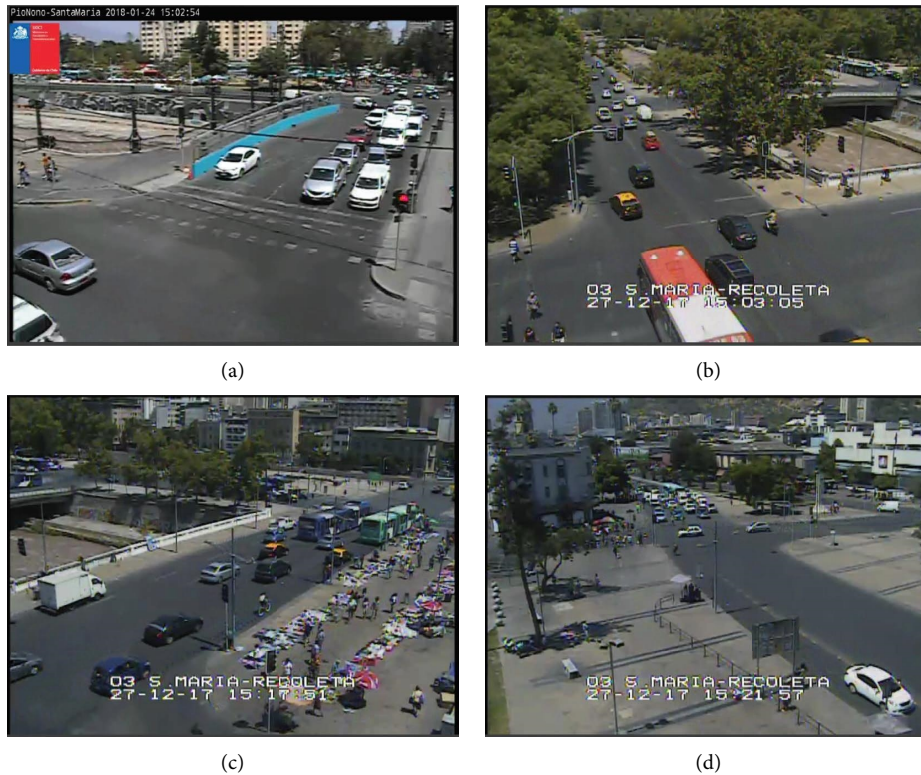 PioNono-SantaMaria 2018-01-24 15:02:54
(a)
03 S.MARIA-RECOLETA
27-12-17 15:03:05
(b)
03 S.MARIA-RECOLETA
27-12-17 15:17:51
(c)
03 S.MARIA-RECOLETA
27-12-17 15:21:57
(d)